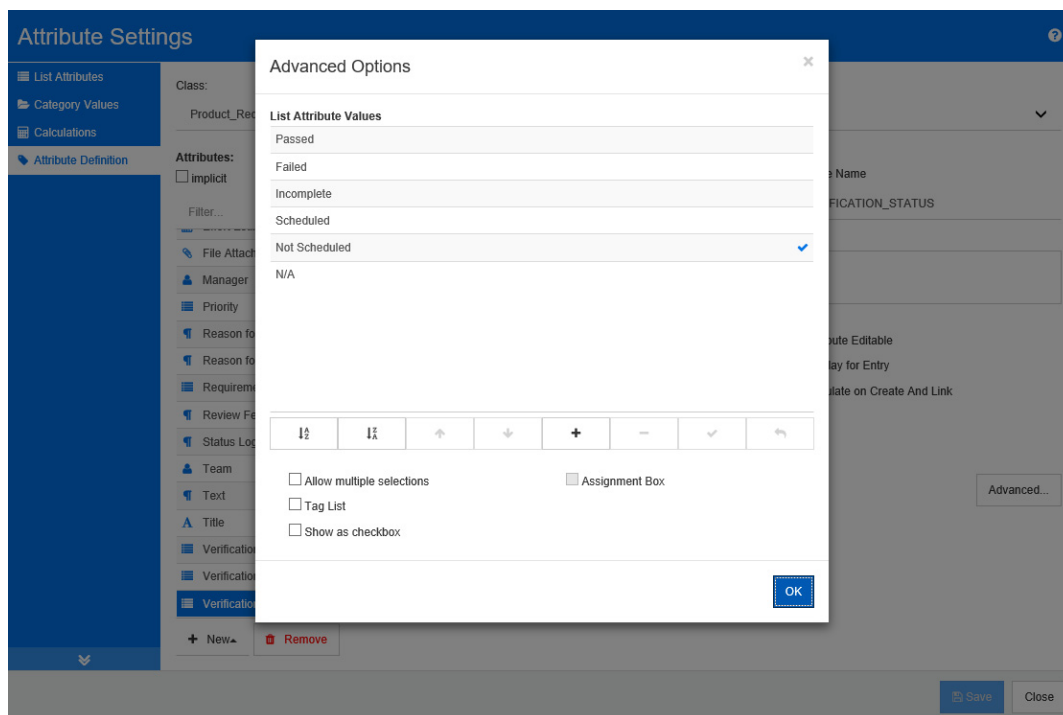 Attribute Settings
List Attributes
Category Values
Calculations
Attribute Definition
Class:
Product_Rec
Attributes:
implicit
Filter...
File Attach
Manager
Priority
Reason fo
Reason fo
Requireme
Review Fe
Status Log
Team
Text
Title
Verification
Verification
Verification
+ New
Remove
Advanced Options
×
List Attribute Values
Passed
Failed
Incomplete
Scheduled
Not Scheduled
N/A
Allow multiple selections
Assignment Box
Tag List
Show as checkbox
OK
e Name
FICATION_STATUS
oute Editable
lay for Entry
ulate on Create And Link
Advanced...
Save
Close